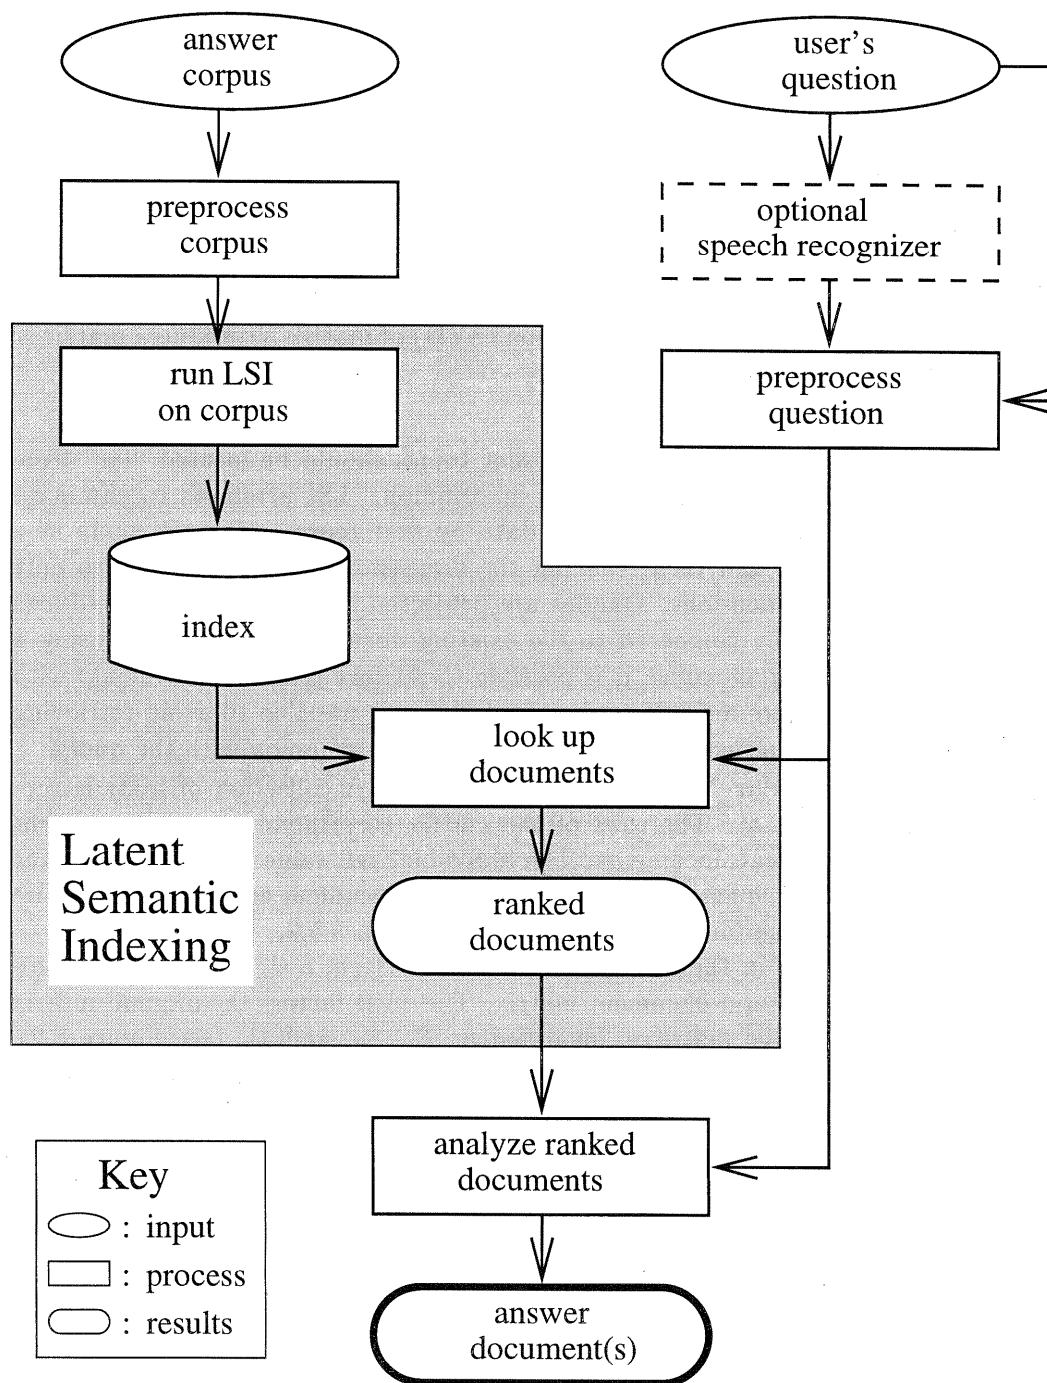 answer
corpus
user's
question
preprocess
corpus
optional
speech recognizer
run LSI
on corpus
preprocess
question
index
look up
documents
Latent
Semantic
Indexing
ranked
documents
analyze ranked
documents
Key
: input
: process
: results
answer
document(s)